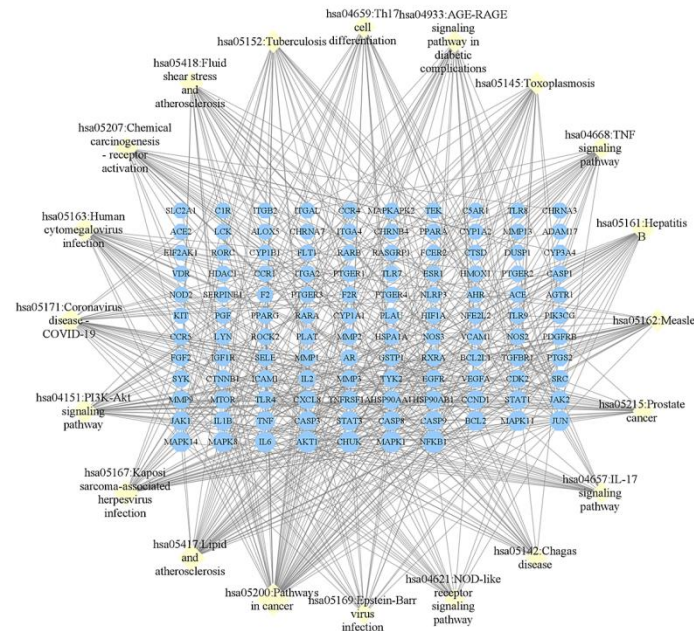 hsa04659:Th17
cell
differentiation
hsa04933:AGE-RAGE
signaling
pathway in
diabetic
complications
hsa05152:Tuberculosis
hsa05418:Fluid
shear stress
and
atherosclerosis
hsa05145:Toxoplasmosis
hsa05207:Chemical
carcinogenesis
- receptor
activation
hsa04668:TNF
signaling
pathway
hsa05163:Human
cytomegalovirus
infection
hsa05161:Hepatitis
B
hsa05171:Coronavirus
disease -
COVID-19
hsa05162:Measles
hsa04151:PI3K-Akt
signaling
pathway
hsa05215:Prostate
cancer
hsa05167:Kaposi
sarcoma-associated
herpesvirus
infection
hsa04657:IL-17
signaling
pathway
hsa05417:Lipid
and
atherosclerosis
hsa05142:Chagas
disease
hsa05200:Pathways
in cancer
hsa05169:Epstein-Barr
virus
infection
hsa04621:NOD-like
receptor
signaling
pathway
SLC2A1 C1R ITGB2 ITGAL CCR4 MAPKAPK2 TEK C5AR1 TLR8 CHRNA3
ACE2 LCK ALOX5 CHRNA7 ITGA4 CHRNB4 PPARA CYP1A2 MMP13 ADAM17
EIF2AK1 RORC CYP1B1 FLT1 RARB RASGRP1 FCER2 CTSD DUSP1 CYP3A4
VDR HDAC1 CCR1 ITGA2 PTGER1 TLR7 ESR1 HMOX1 PTGER2 CASP1
NOD2 SERPINE1 F2 PTGER3 F2R PTGER4 NLRP3 AHR ACE AGTR1
KIT PGF PPARG RARA CYP1A1 PLAU HIF1A NFE2L2 TLR9 PIK3CG
CCR5 LYN ROCK2 PLAT MMP2 HSPA1A NOS3 VCAM1 NOS2 PDGFRB
FGF2 IGF1R SELE MMP1 AR GSTP1 RXRA BCL2L1 TGFBR1 PTGS2
SYK CTNNB1 ICAM1 IL2 MMP3 TYK2 EGFR VEGFA CDK2 SRC
MMP9 MTOR TLR4 CXCL8 TNFRSF1A HSP90AA1 HSP90AB1 CCND1 STAT1 JAK2
JAK1 IL1B TNF CASP3 STAT3 CASP8 CASP9 BCL2 MAPK11 JUN
MAPK14 MAPK8 IL6 AKT1 CHUK MAPK1 NFKB1